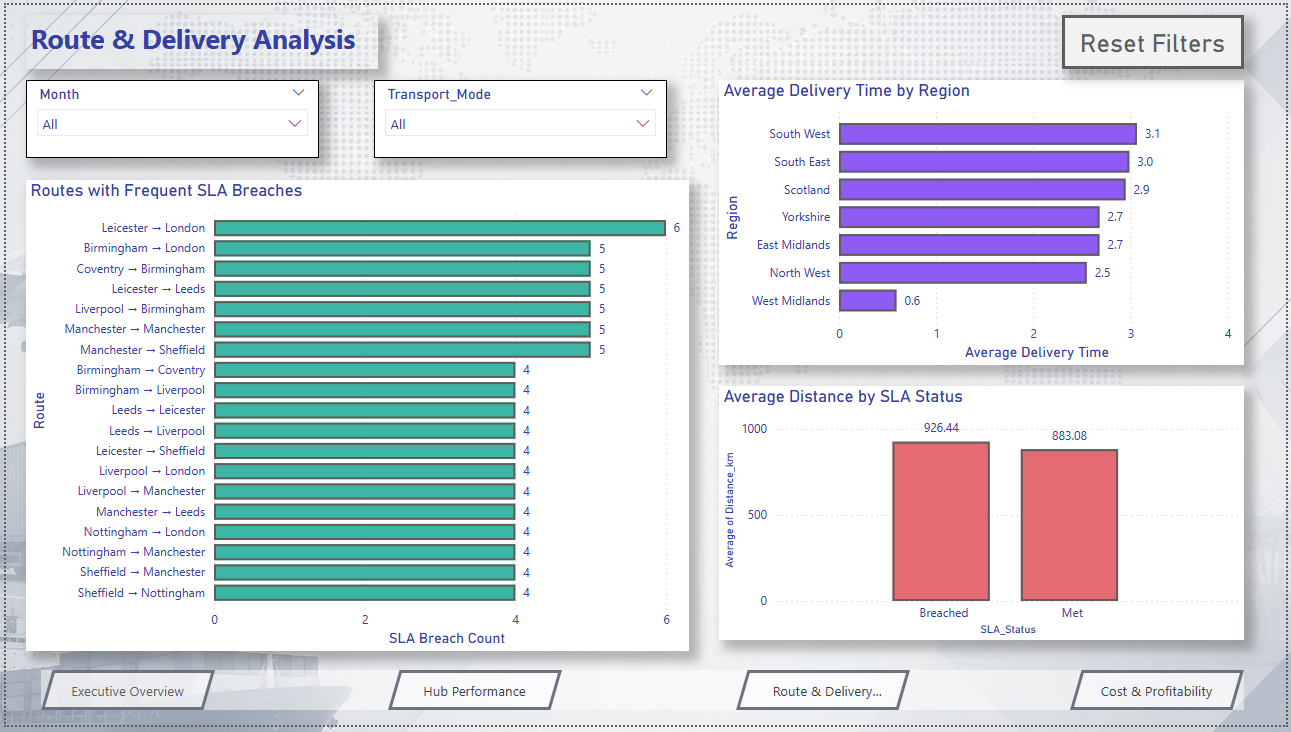 Route & Delivery Analysis
Reset Filters
Month
All
Transport_Mode
All
Routes with Frequent SLA Breaches
Route
Leicester → London 6
Birmingham → London 5
Coventry → Birmingham 5
Leicester → Leeds 5
Liverpool → Birmingham 5
Manchester → Manchester 5
Manchester → Sheffield 5
Birmingham → Coventry 4
Birmingham → Liverpool 4
Leeds → Leicester 4
Leeds → Liverpool 4
Leicester → Sheffield 4
Liverpool → London 4
Liverpool → Manchester 4
Manchester → Leeds 4
Nottingham → London 4
Nottingham → Manchester 4
Sheffield → Manchester 4
Sheffield → Nottingham 4
0 2 4 6
SLA Breach Count
Average Delivery Time by Region
Region
South West 3.1
South East 3.0
Scotland 2.9
Yorkshire 2.7
East Midlands 2.7
North West 2.5
West Midlands 0.6
0 1 2 3 4
Average Delivery Time
Average Distance by SLA Status
Average of Distance_km
1000
500
0
926.44
883.08
Breached Met
SLA_Status
Executive Overview
Hub Performance
Route & Delivery...
Cost & Profitability